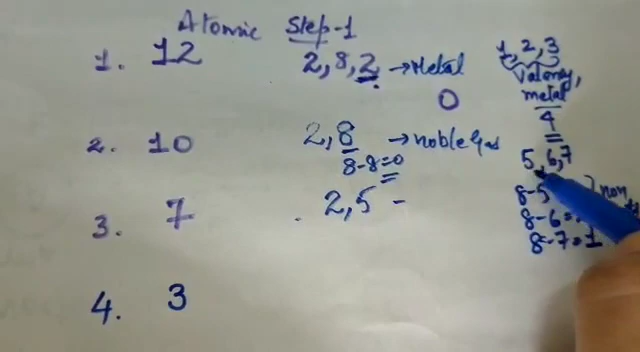 Atomic Step-1
1. 12 2, 8, 2 → Metal
0
2. 10 2, 8 → noble Gas
8-8=0
3. 7 2, 5 -
4. 3
1, 2, 3
valency,
metal
4
5, 6, 7
8-5
8-6=
8-7=1
non